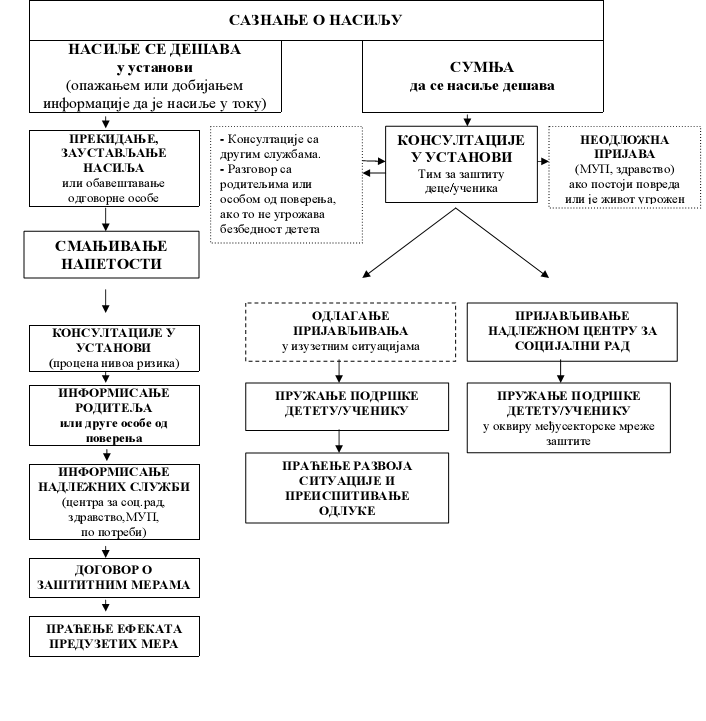 САЗНАЊЕ О НАСИЉУ
НАСИЉЕ СЕ ДЕШАВА
у установи
(опажањем или добијањем
информације да је насиље у току)
СУМЊА
да се насиље дешава
ПРЕКИДАЊЕ,
ЗАУСТАВЉАЊЕ
НАСИЉА
или обавештавање
одговорне особе
- Консултације са
другим службама.
- Разговор са
родитељима или
особом од поверења,
ако то не угрожава
безбедност детета
КОНСУЛТАЦИЈЕ
У УСТАНОВИ
Тим за заштиту
деце/ученика
НЕОДЛОЖНА
ПРИЈАВА
(МУП, здравство)
ако постоји повреда
или је живот угрожен
СМАЊИВАЊЕ
НАПЕТОСТИ
КОНСУЛТАЦИЈЕ У
УСТАНОВИ
(процена нивоа ризика)
ИНФОРМИСАЊЕ
РОДИТЕЉА
или друге особе од
поверења
ИНФОРМИСАЊЕ
НАДЛЕЖНИХ СЛУЖБИ
(центра за соц.рад,
здравство,МУП,
по потреби)
ДОГОВОР О
ЗАШТИТНИМ МЕРАМА
ПРАЋЕЊЕ ЕФЕКАТА
ПРЕДУЗЕТИХ МЕРА
ОДЛАГАЊЕ
ПРИЈАВЉИВАЊА
у изузетним ситуацијама
ПРУЖАЊЕ ПОДРШКЕ
ДЕТЕТУ/УЧЕНИКУ
ПРАЋЕЊЕ РАЗВОЈА
СИТУАЦИЈЕ И
ПРЕИСПИТИВАЊЕ
ОДЛУКЕ
ПРИЈАВЉИВАЊЕ
НАДЛЕЖНОМ ЦЕНТРУ ЗА
СОЦИЈАЛНИ РАД
ПРУЖАЊЕ ПОДРШКЕ
ДЕТЕТУ/УЧЕНИКУ
у оквиру међусекторске мреже
заштите